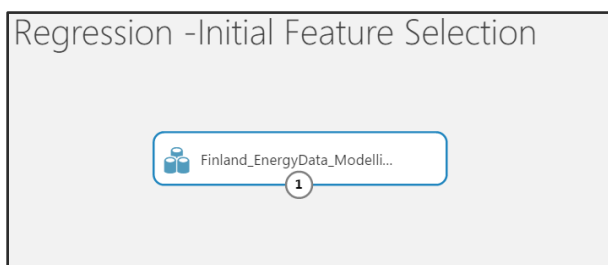 Regression -Initial Feature Selection
Finland_EnergyData_Modelli...
1